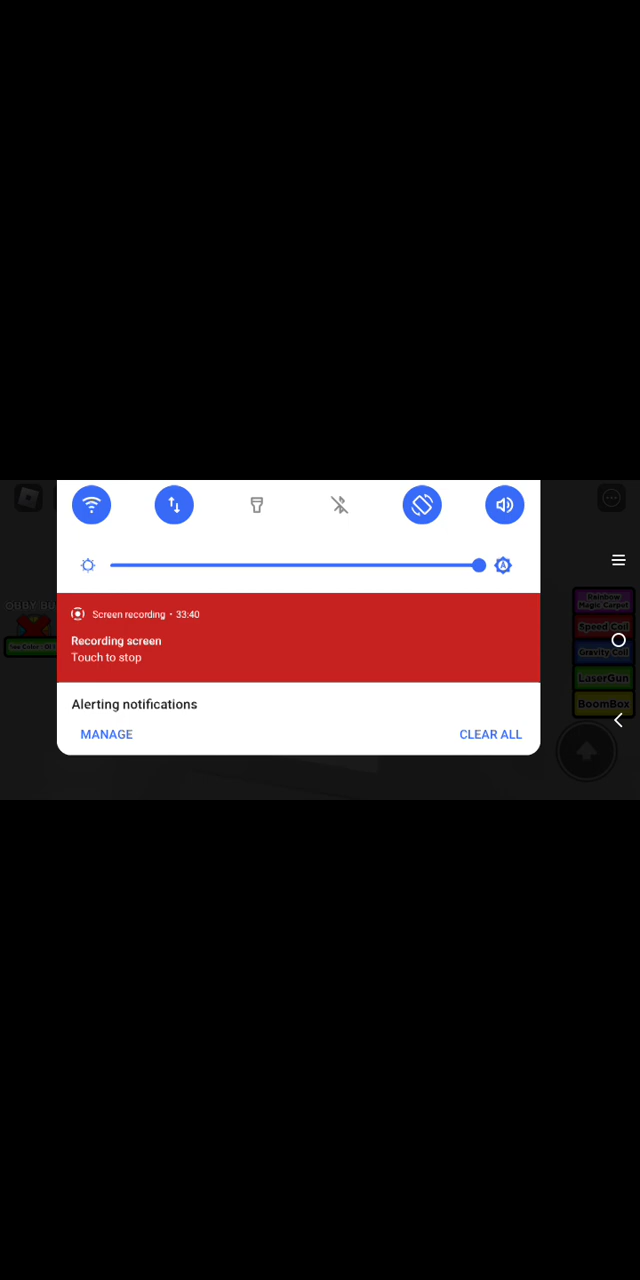 Screen recording • 33:40
Recording screen
Touch to stop
Alerting notifications
MANAGE
CLEAR ALL
Rainbow
Magic Carpet
Speed Coil
Gravity Coil
LaserGun
BoomBox